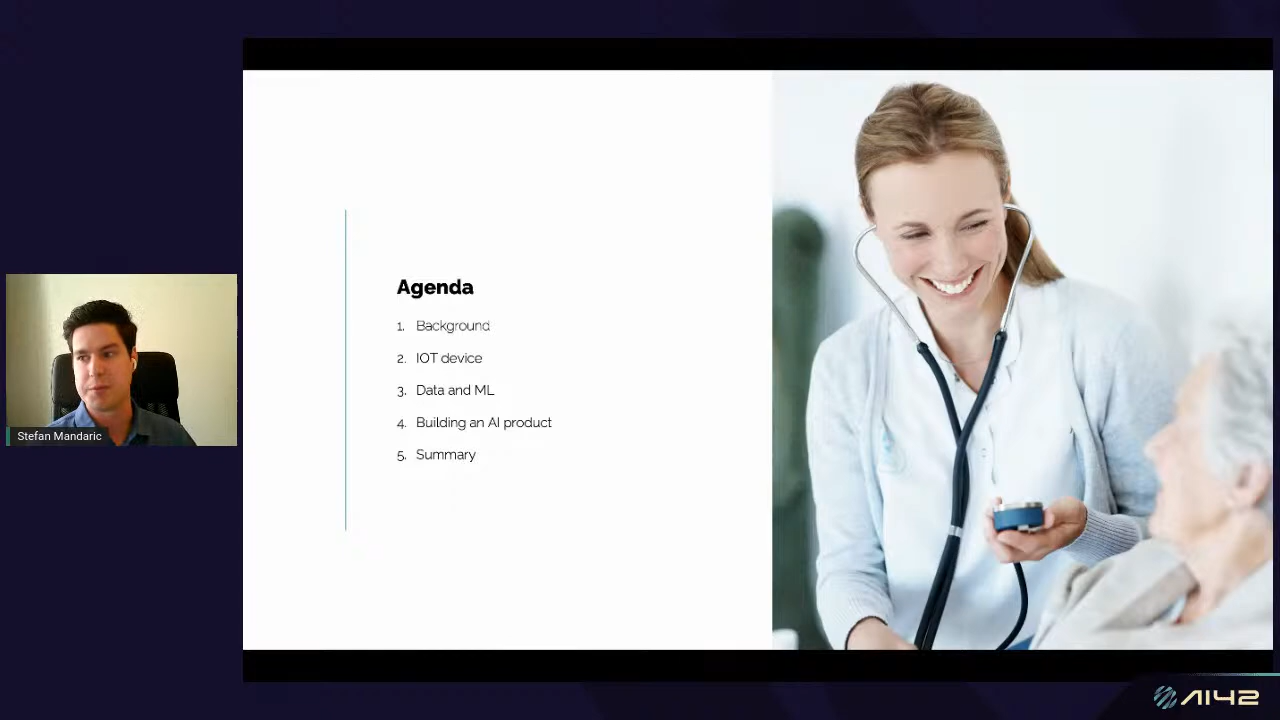 Agenda
1. Background
2. IOT device
3. Data and ML
4. Building an AI product
5. Summary
Stefan Mandaric
AI42